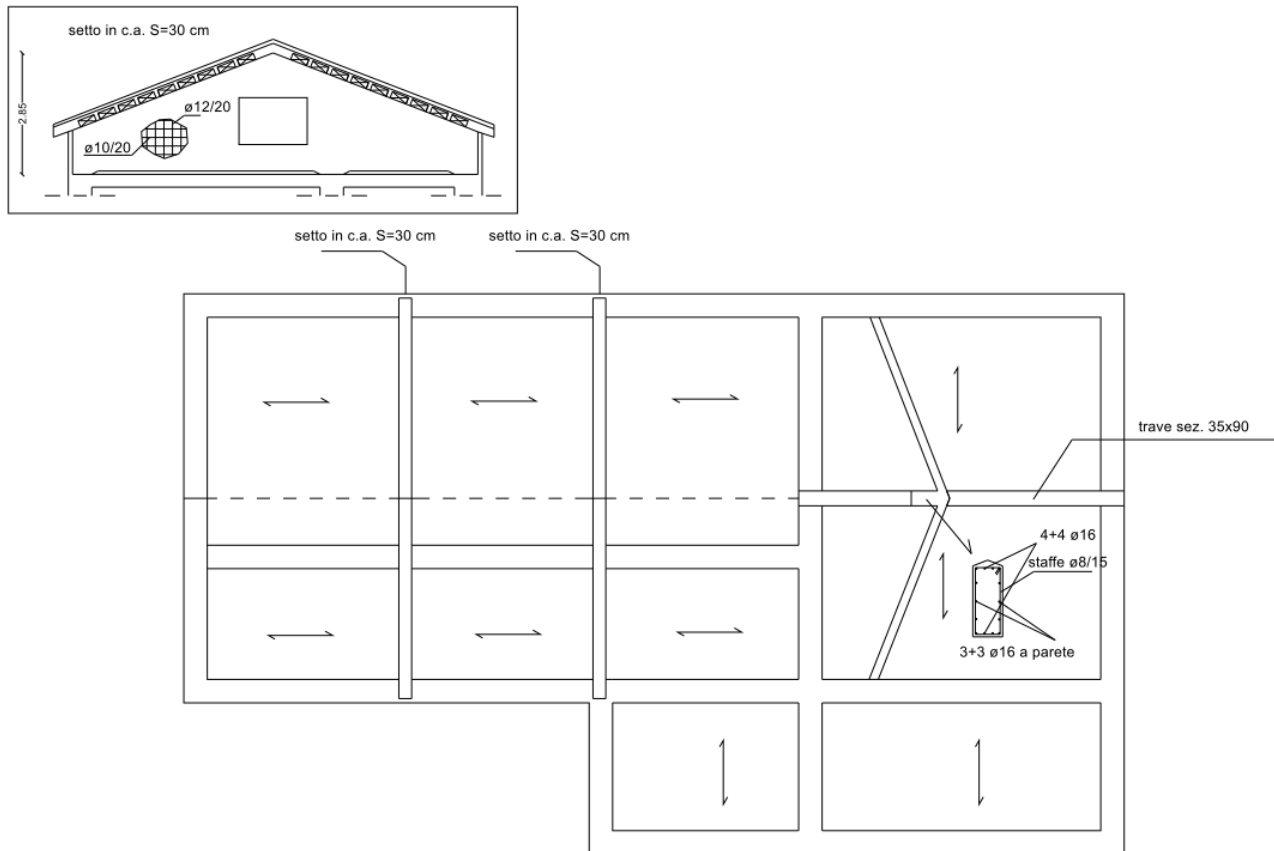 setto in c.a. S=30 cm
2.85
ø12/20
ø10/20
setto in c.a. S=30 cm
setto in c.a. S=30 cm
trave sez. 35x90
4+4 ø16
staffe ø8/15
3+3 ø16 a parete